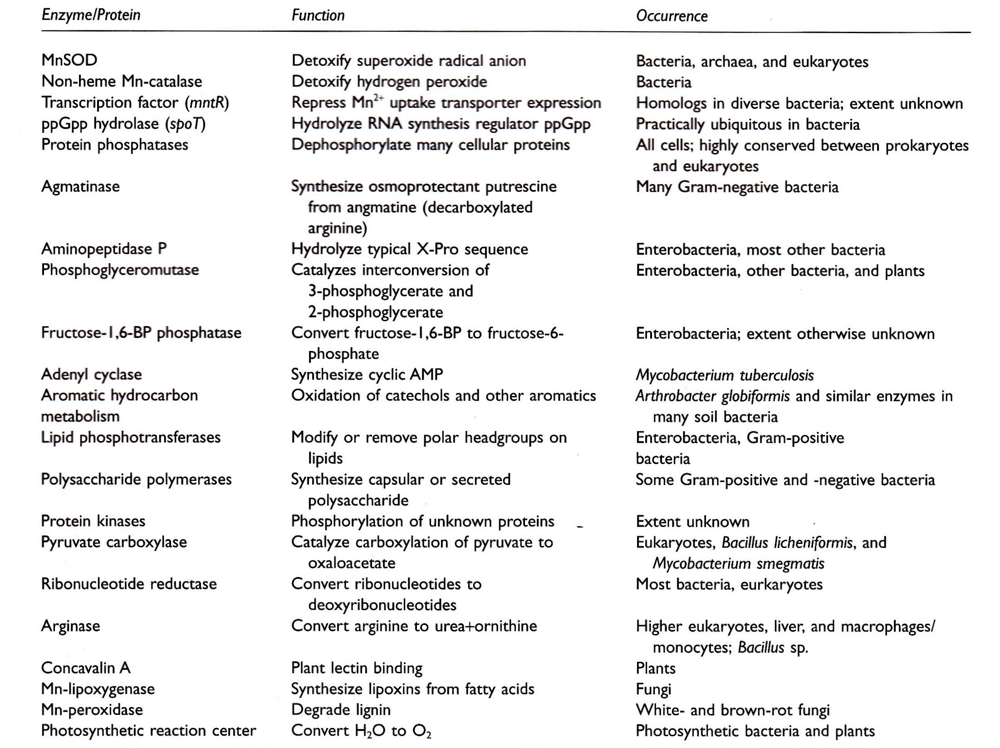 Enzyme/Protein Function Occurrence
MnSOD Detoxify superoxide radical anion Bacteria, archaea, and eukaryotes
Non-heme Mn-catalase Detoxify hydrogen peroxide Bacteria
Transcription factor (mntR) Repress Mn²⁺ uptake transporter expression Homologs in diverse bacteria; extent unknown
ppGpp hydrolase (spoT) Hydrolyze RNA synthesis regulator ppGpp Practically ubiquitous in bacteria
Protein phosphatases Dephosphorylate many cellular proteins All cells; highly conserved between prokaryotes
and eukaryotes
Agmatinase Synthesize osmoprotectant putrescine Many Gram-negative bacteria
from angmatine (decarboxylated
arginine)
Aminopeptidase P Hydrolyze typical X-Pro sequence Enterobacteria, most other bacteria
Phosphoglyceromutase Catalyzes interconversion of Enterobacteria, other bacteria, and plants
3-phosphoglycerate and
2-phosphoglycerate
Fructose-1,6-BP phosphatase Convert fructose-1,6-BP to fructose-6- Enterobacteria; extent otherwise unknown
phosphate
Adenyl cyclase Synthesize cyclic AMP Mycobacterium tuberculosis
Aromatic hydrocarbon Oxidation of catechols and other aromatics Arthrobacter globiformis and similar enzymes in
metabolism many soil bacteria
Lipid phosphotransferases Modify or remove polar headgroups on Enterobacteria, Gram-positive
lipids bacteria
Polysaccharide polymerases Synthesize capsular or secreted Some Gram-positive and -negative bacteria
polysaccharide
Protein kinases Phosphorylation of unknown proteins Extent unknown
Pyruvate carboxylase Catalyze carboxylation of pyruvate to Eukaryotes, Bacillus licheniformis, and
oxaloacetate Mycobacterium smegmatis
Ribonucleotide reductase Convert ribonucleotides to Most bacteria, eurkaryotes
deoxyribonucleotides
Arginase Convert arginine to urea+ornithine Higher eukaryotes, liver, and macrophages/
monocytes; Bacillus sp.
Concavalin A Plant lectin binding Plants
Mn-lipoxygenase Synthesize lipoxins from fatty acids Fungi
Mn-peroxidase Degrade lignin White- and brown-rot fungi
Photosynthetic reaction center Convert H₂O to O₂ Photosynthetic bacteria and plants